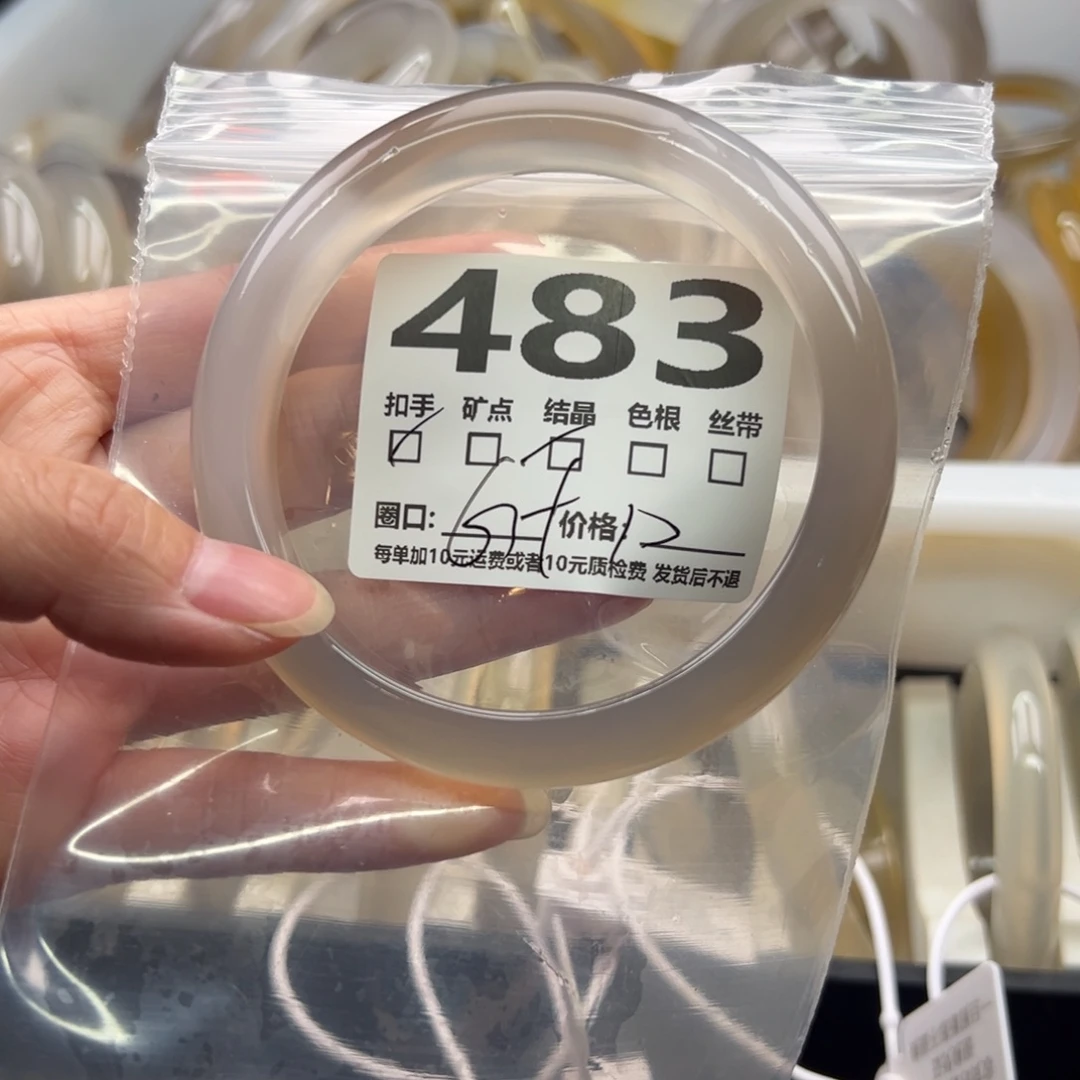 483
扣手 矿点 结晶 色根 丝带
圈口: 价格: 12
每单加10元运费或者10元质检费 发货后不退